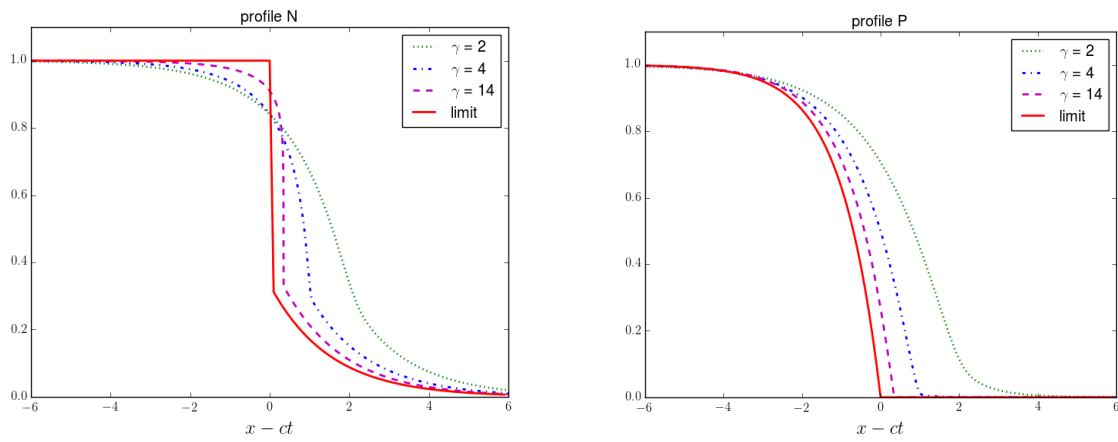 profile N
1.0
0.8
0.6
0.4
0.2
0.0
−6
−4
−2
0
2
4
6
x − ct
γ = 2
γ = 4
γ = 14
limit
profile P
1.0
0.8
0.6
0.4
0.2
0.0
−6
−4
−2
0
2
4
6
x − ct
γ = 2
γ = 4
γ = 14
limit